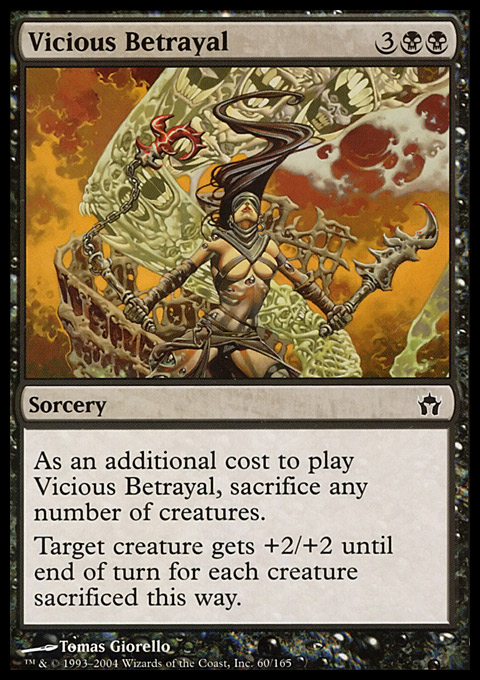 Vicious Betrayal 3
Sorcery
As an additional cost to play
Vicious Betrayal, sacrifice any
number of creatures.
Target creature gets +2/+2 until
end of turn for each creature
sacrificed this way.
Tomas Giorello
™ & © 1993–2004 Wizards of the Coast, Inc. 60/165